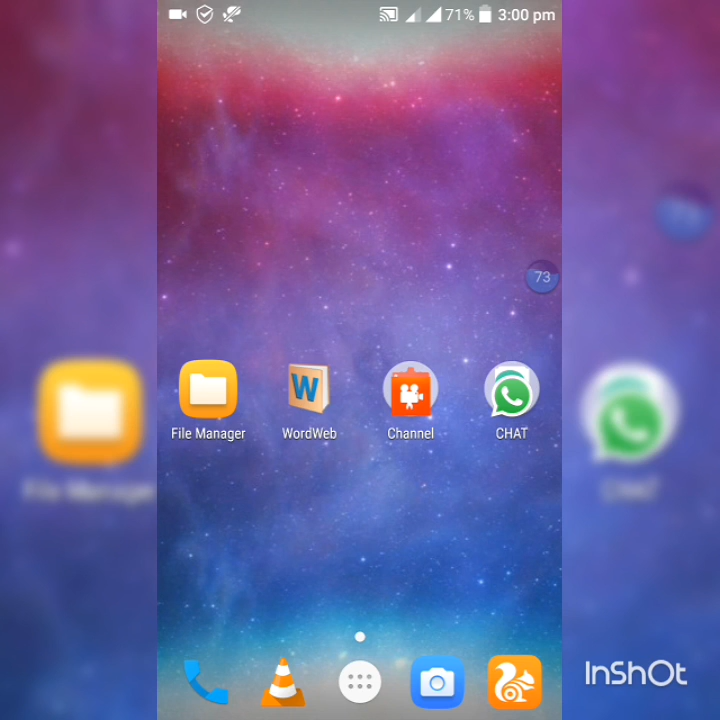 71% 3:00 pm
73
W
File Manager WordWeb Channel CHAT
File Manager CHAT
InShOt